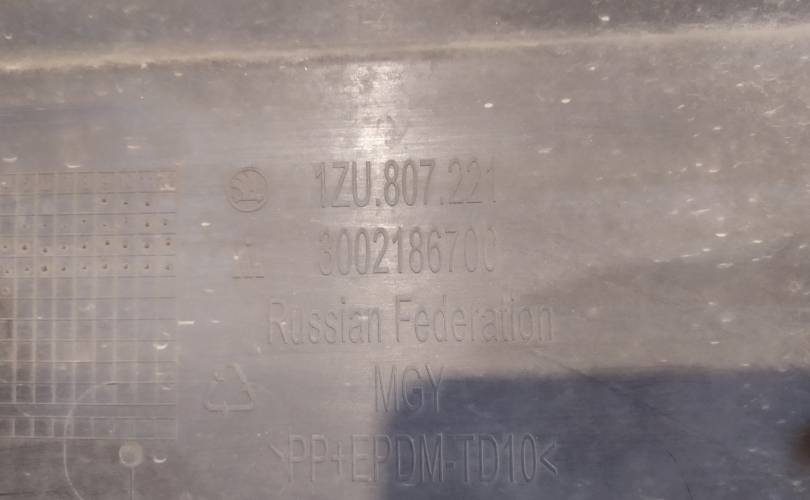 1ZU.807.221
3002186700
Russian Federation
MGY
>PP+EPDM-TD10<